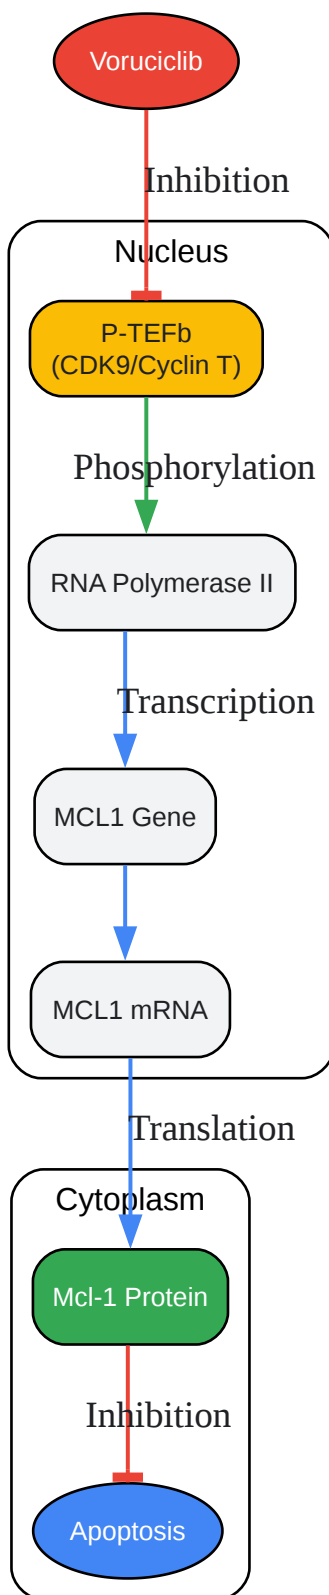 Voruciclib
Inhibition
Nucleus
P-TEFb
(CDK9/Cyclin T)
Phosphorylation
RNA Polymerase II
Transcription
MCL1 Gene
MCL1 mRNA
Translation
Cytoplasm
Mcl-1 Protein
Inhibition
Apoptosis